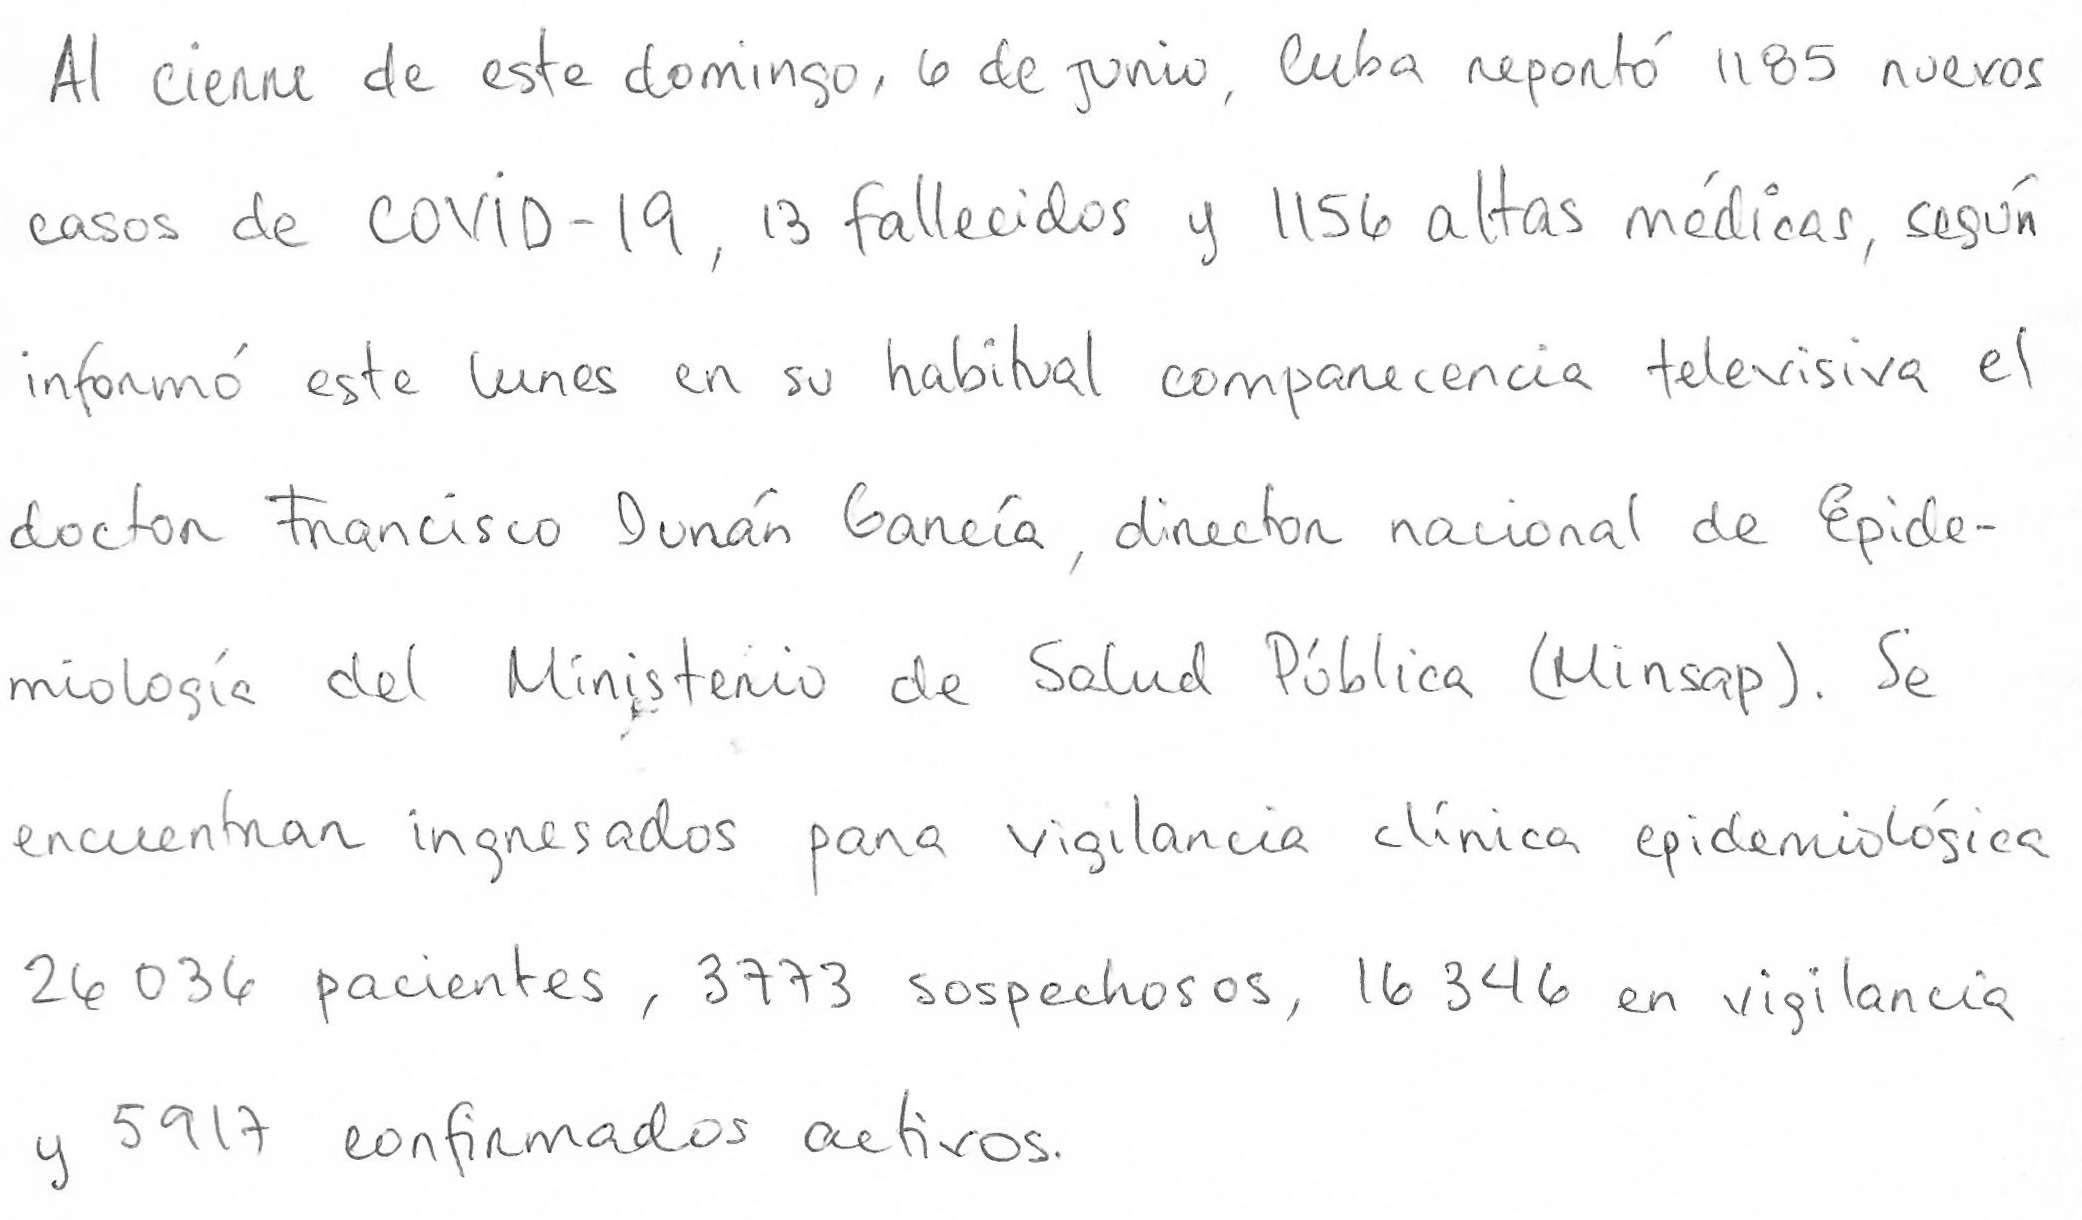 Al cierre de este domingo, 6 de junio, Cuba reportó 1185 nuevos
casos de COVID-19, 13 fallecidos y 1156 altas médicas, según
informó este lunes en su habitual comparecencia televisiva el
doctor Francisco Durán García, director nacional de Epide-
miología del Ministerio de Salud Pública (Minsap). Se
encuentran ingresados para vigilancia clínica epidemiológica
26 036 pacientes, 3773 sospechosos, 16 346 en vigilancia
y 5917 confirmados activos.